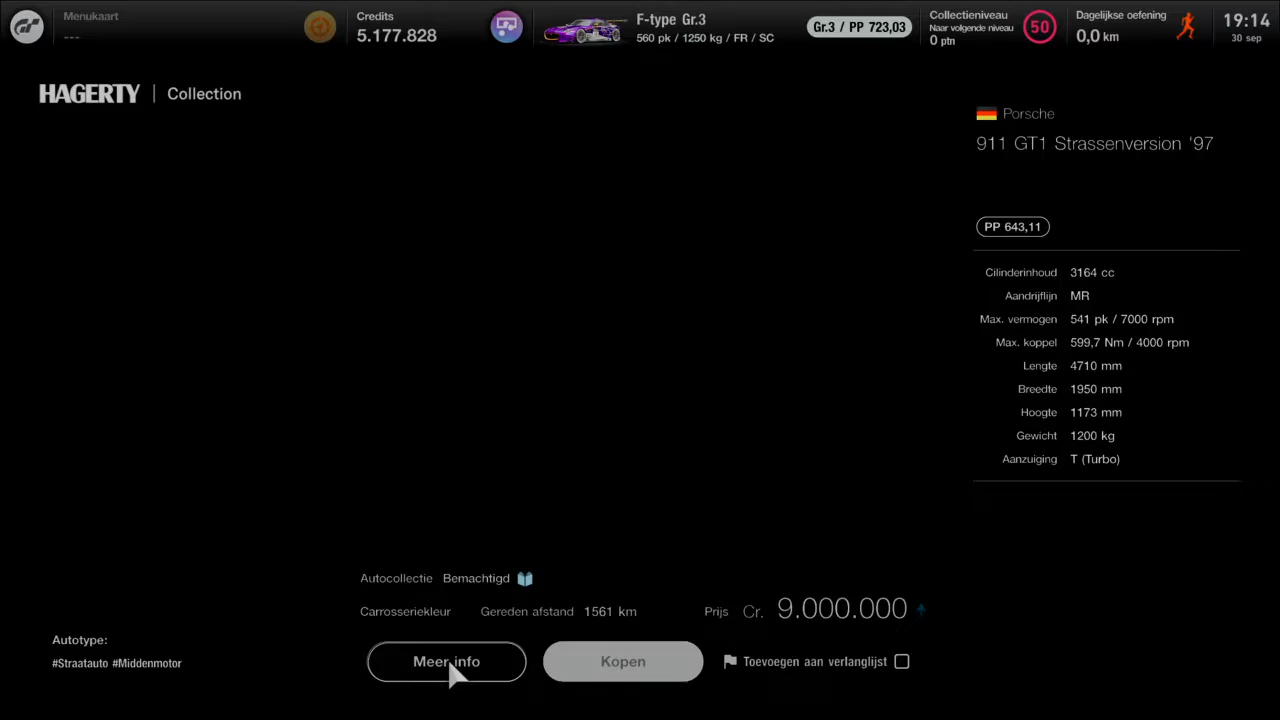 Menukaart
---
Credits
5.177.828
F-type Gr.3
560 pk / 1250 kg / FR / SC
Gr.3 / PP 723,03
Collectieniveau
Naar volgende niveau
0 ptn
50
Dagelijkse oefening
0,0 km
19:14
30 sep
HAGERTY | Collection
Porsche
911 GT1 Strassenversion '97
PP 643,11
Cilinderinhoud 3164 cc
Aandrijflijn MR
Max. vermogen 541 pk / 7000 rpm
Max. koppel 599,7 Nm / 4000 rpm
Lengte 4710 mm
Breedte 1950 mm
Hoogte 1173 mm
Gewicht 1200 kg
Aanzuiging T (Turbo)
Autocollectie Bemachtigd
Carrosseriekleur Gereden afstand 1561 km Prijs Cr. 9.000.000
Autotype:
#Straatauto #Middenmotor
Meer info
Kopen
Toevoegen aan verlanglijst